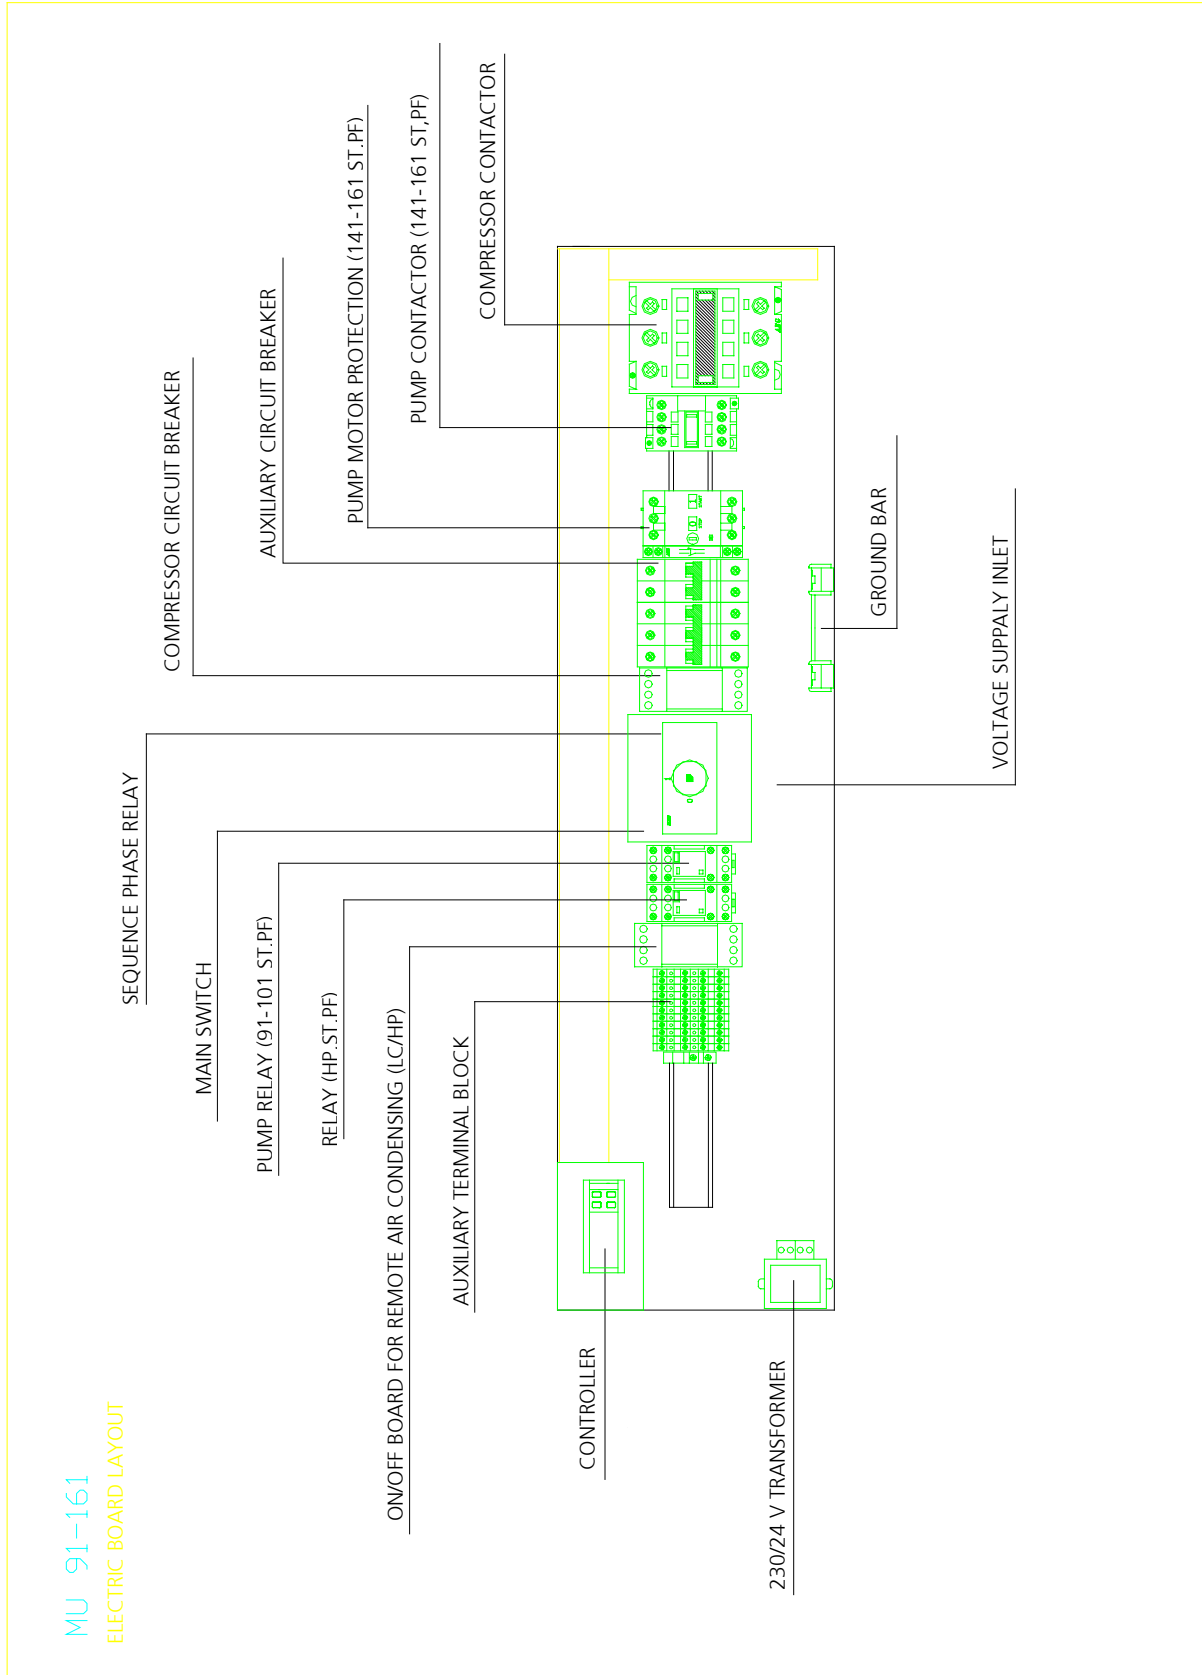 MU 91-161
ELECTRIC BOARD LAYOUT
SEQUENCE PHASE RELAY
COMPRESSOR CIRCUIT BREAKER
MAIN SWITCH
AUXILIARY CIRCUIT BREAKER
PUMP RELAY (91-101 ST.PF)
PUMP MOTOR PROTECTION (141-161 ST.PF)
RELAY (HP.ST.PF)
PUMP CONTACTOR (141-161 ST,PF)
ON/OFF BOARD FOR REMOTE AIR CONDENSING (LC/HP)
COMPRESSOR CONTACTOR
AUXILIARY TERMINAL BLOCK
CONTROLLER
230/24 V TRANSFORMER
GROUND BAR
VOLTAGE SUPPALY INLET